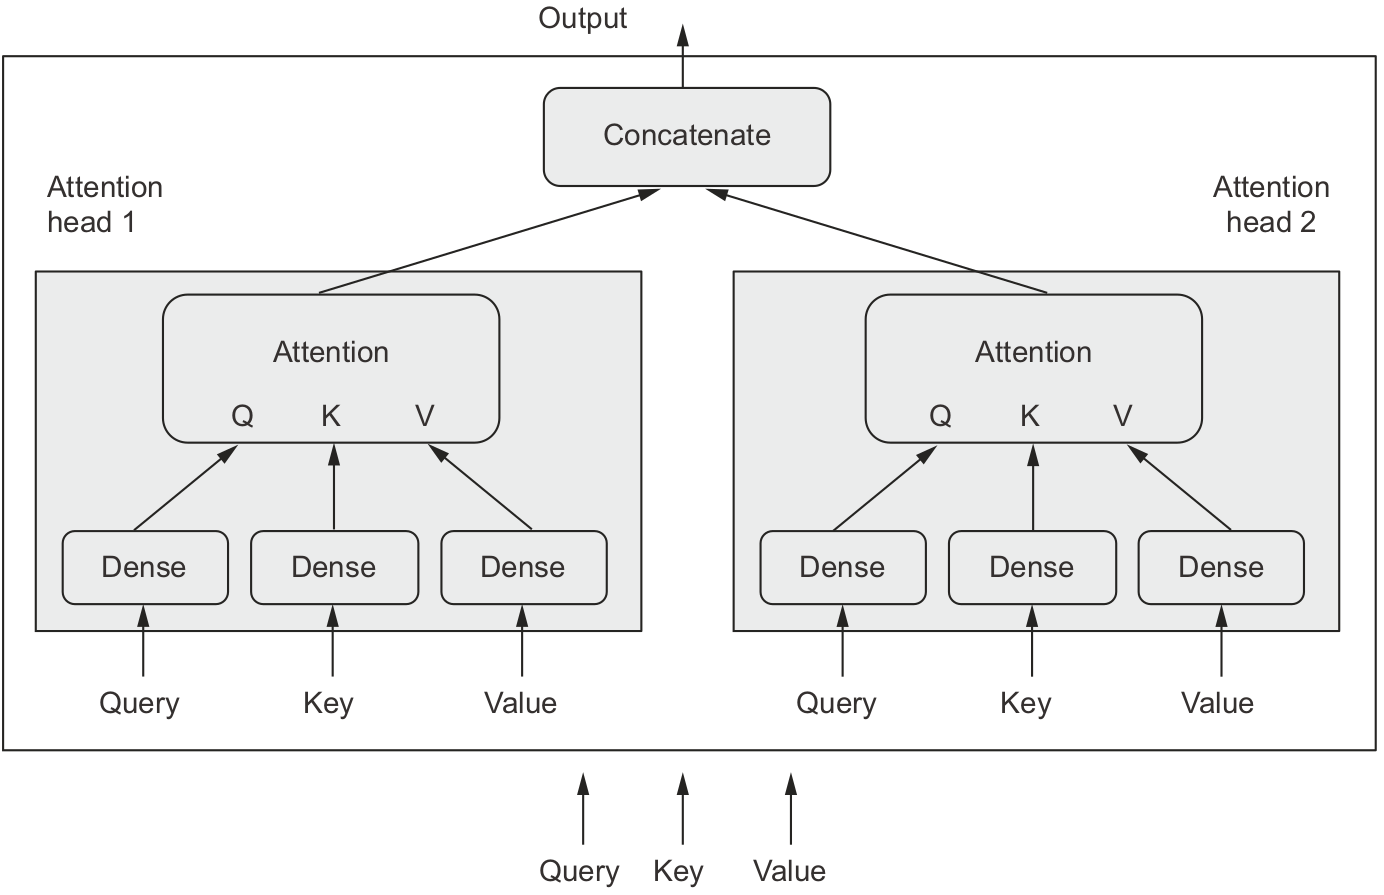 Output
Concatenate
Attention
head 1
Attention
head 2
Attention
Q K V
Dense Dense Dense
Query Key Value
Attention
Q K V
Dense Dense Dense
Query Key Value
Query Key Value